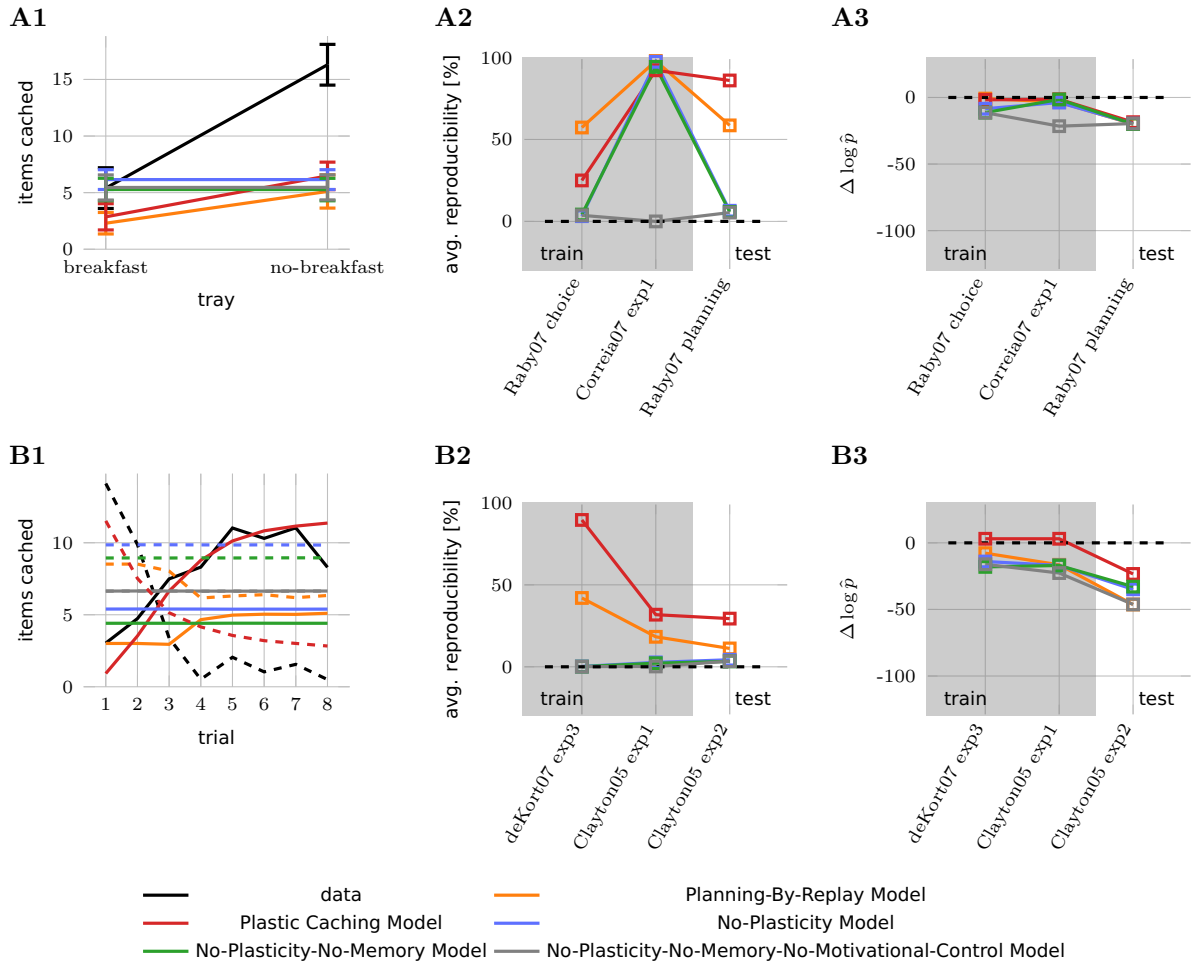 A1
A2
A3
items cached
15
10
5
0
breakfast
no-breakfast
tray
avg. reproducibility [%]
100
50
0
train
test
Raby07 choice
Correia07 exp1
Raby07 planning
Δ log p̂
0
-50
-100
train
test
Raby07 choice
Correia07 exp1
Raby07 planning
B1
B2
B3
items cached
10
5
0
1 2 3 4 5 6 7 8
trial
avg. reproducibility [%]
100
50
0
train
test
deKort07 exp3
Clayton05 exp1
Clayton05 exp2
Δ log p̂
0
-50
-100
train
test
deKort07 exp3
Clayton05 exp1
Clayton05 exp2
data
Planning-By-Replay Model
Plastic Caching Model
No-Plasticity Model
No-Plasticity-No-Memory Model
No-Plasticity-No-Memory-No-Motivational-Control Model